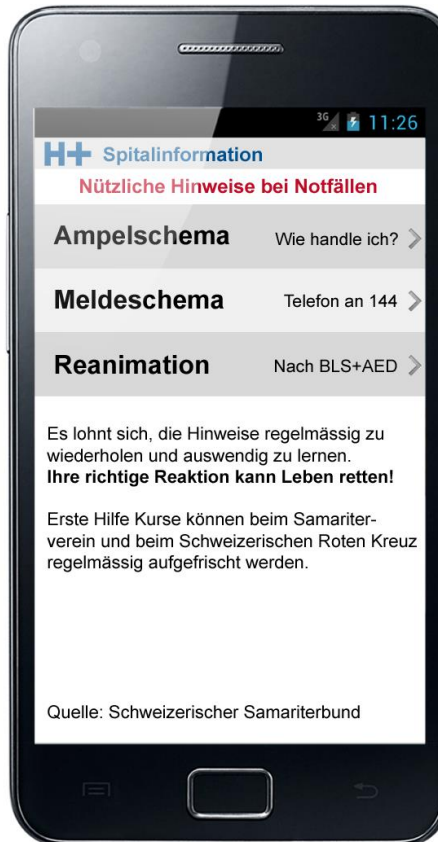 3G
11:26
H+ Spitalinformation
Nützliche Hinweise bei Notfällen
Ampelschema Wie handle ich?
Meldeschema Telefon an 144
Reanimation Nach BLS+AED
Es lohnt sich, die Hinweise regelmässig zu
wiederholen und auswendig zu lernen.
Ihre richtige Reaktion kann Leben retten!
Erste Hilfe Kurse können beim Samariter-
verein und beim Schweizerischen Roten Kreuz
regelmässig aufgefrischt werden.
Quelle: Schweizerischer Samariterbund